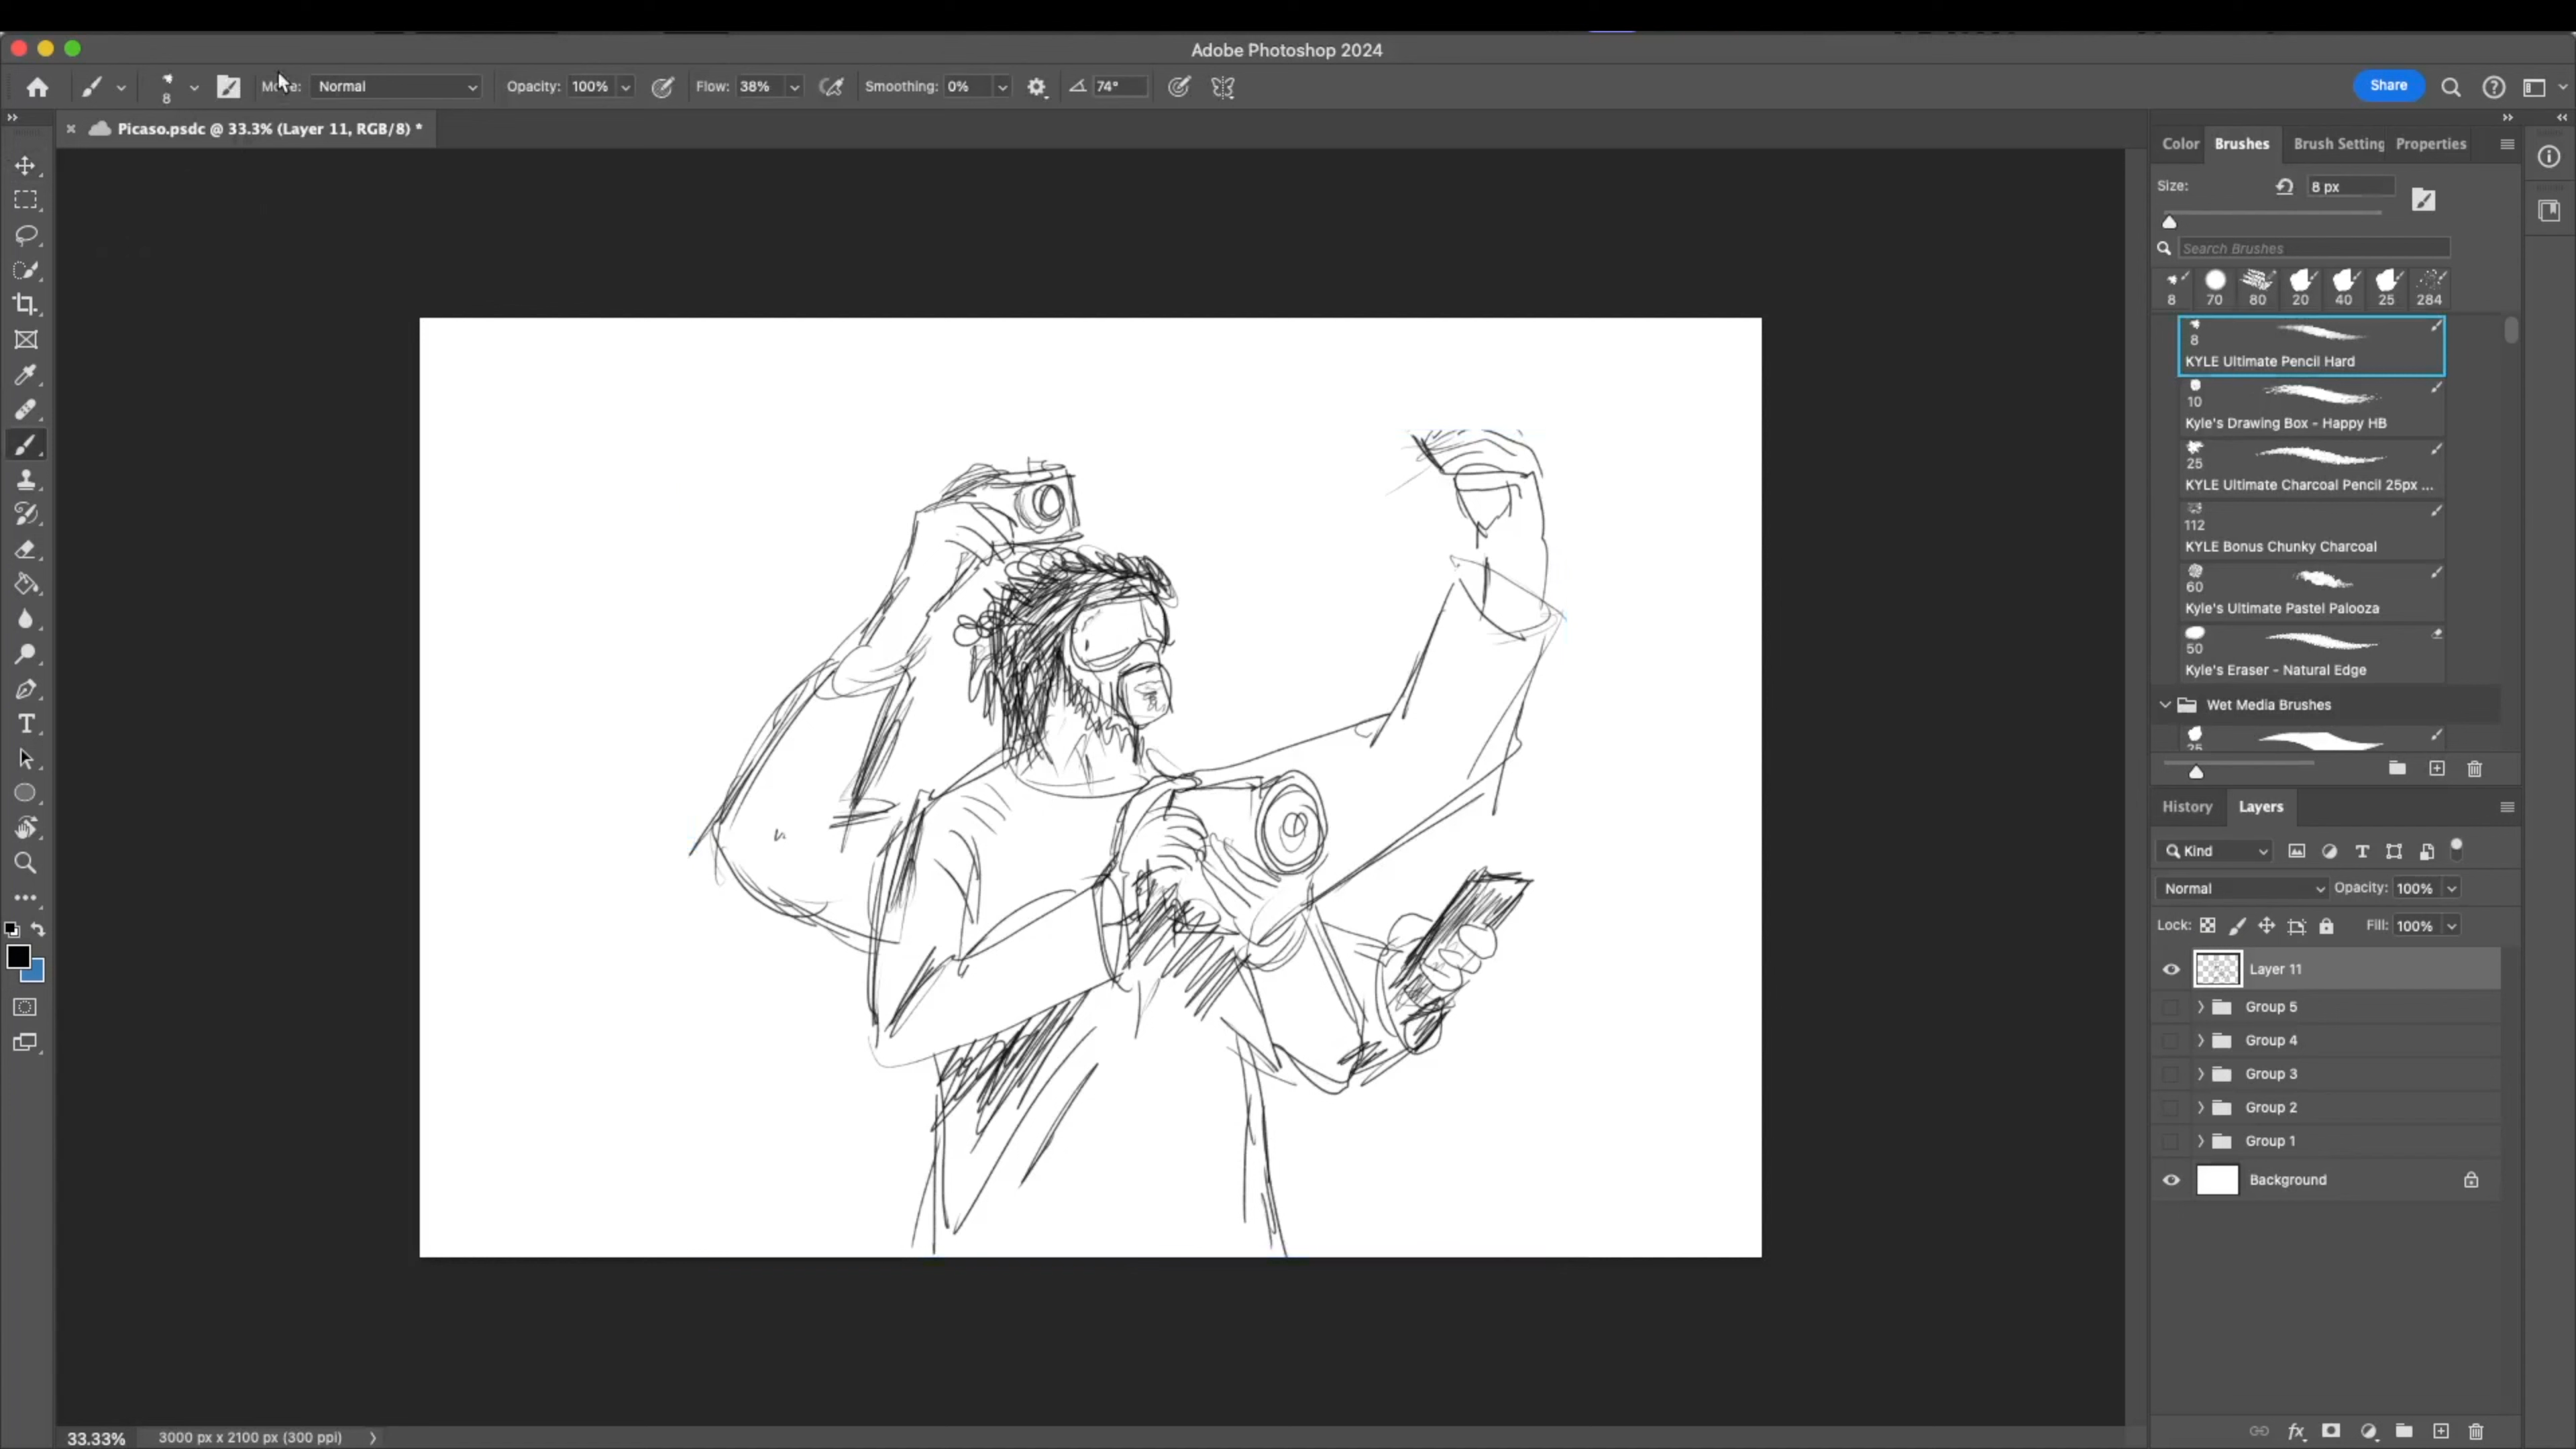 Adobe Photoshop 2024
8
Mode: Normal
Opacity: 100%
Flow: 38%
Smoothing: 0%
74°
Share
Picaso.psdc @ 33.3% (Layer 11, RGB/8) *
Color
Brushes
Brush Setting
Properties
Size:
8 px
Search Brushes
8
70
80
20
40
25
284
8
KYLE Ultimate Pencil Hard
10
Kyle's Drawing Box - Happy HB
25
KYLE Ultimate Charcoal Pencil 25px ...
112
KYLE Bonus Chunky Charcoal
60
Kyle's Ultimate Pastel Palooza
50
Kyle's Eraser - Natural Edge
Wet Media Brushes
25
History
Layers
Kind
Normal
Opacity: 100%
Lock:
Fill: 100%
Layer 11
Group 5
Group 4
Group 3
Group 2
Group 1
Background
33.33%
3000 px x 2100 px (300 ppi)